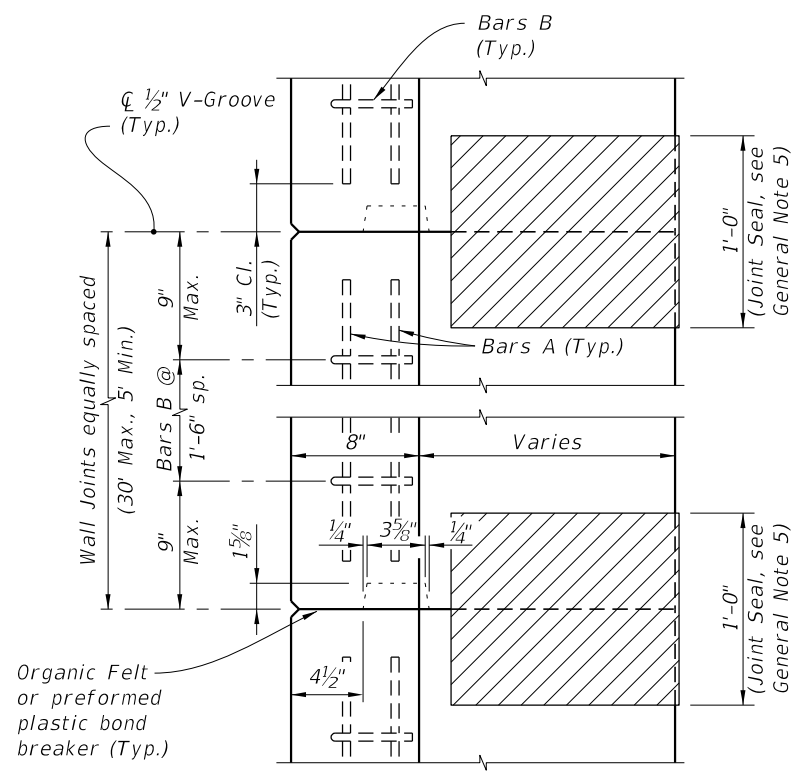 Bars B
(Typ.)
℄ ½" V-Groove
(Typ.)
3" Cl.
(Typ.)
9"
Max.
1'-0"
(Joint Seal, see
General Note 5)
Bars A (Typ.)
Wall Joints equally spaced
(30' Max., 5' Min.)
Bars B @
1'-6" sp.
8"
Varies
9"
Max.
1⅝"
¼"
3⅝"
¼"
1'-0"
(Joint Seal, see
General Note 5)
4½"
Organic Felt
or preformed
plastic bond
breaker (Typ.)